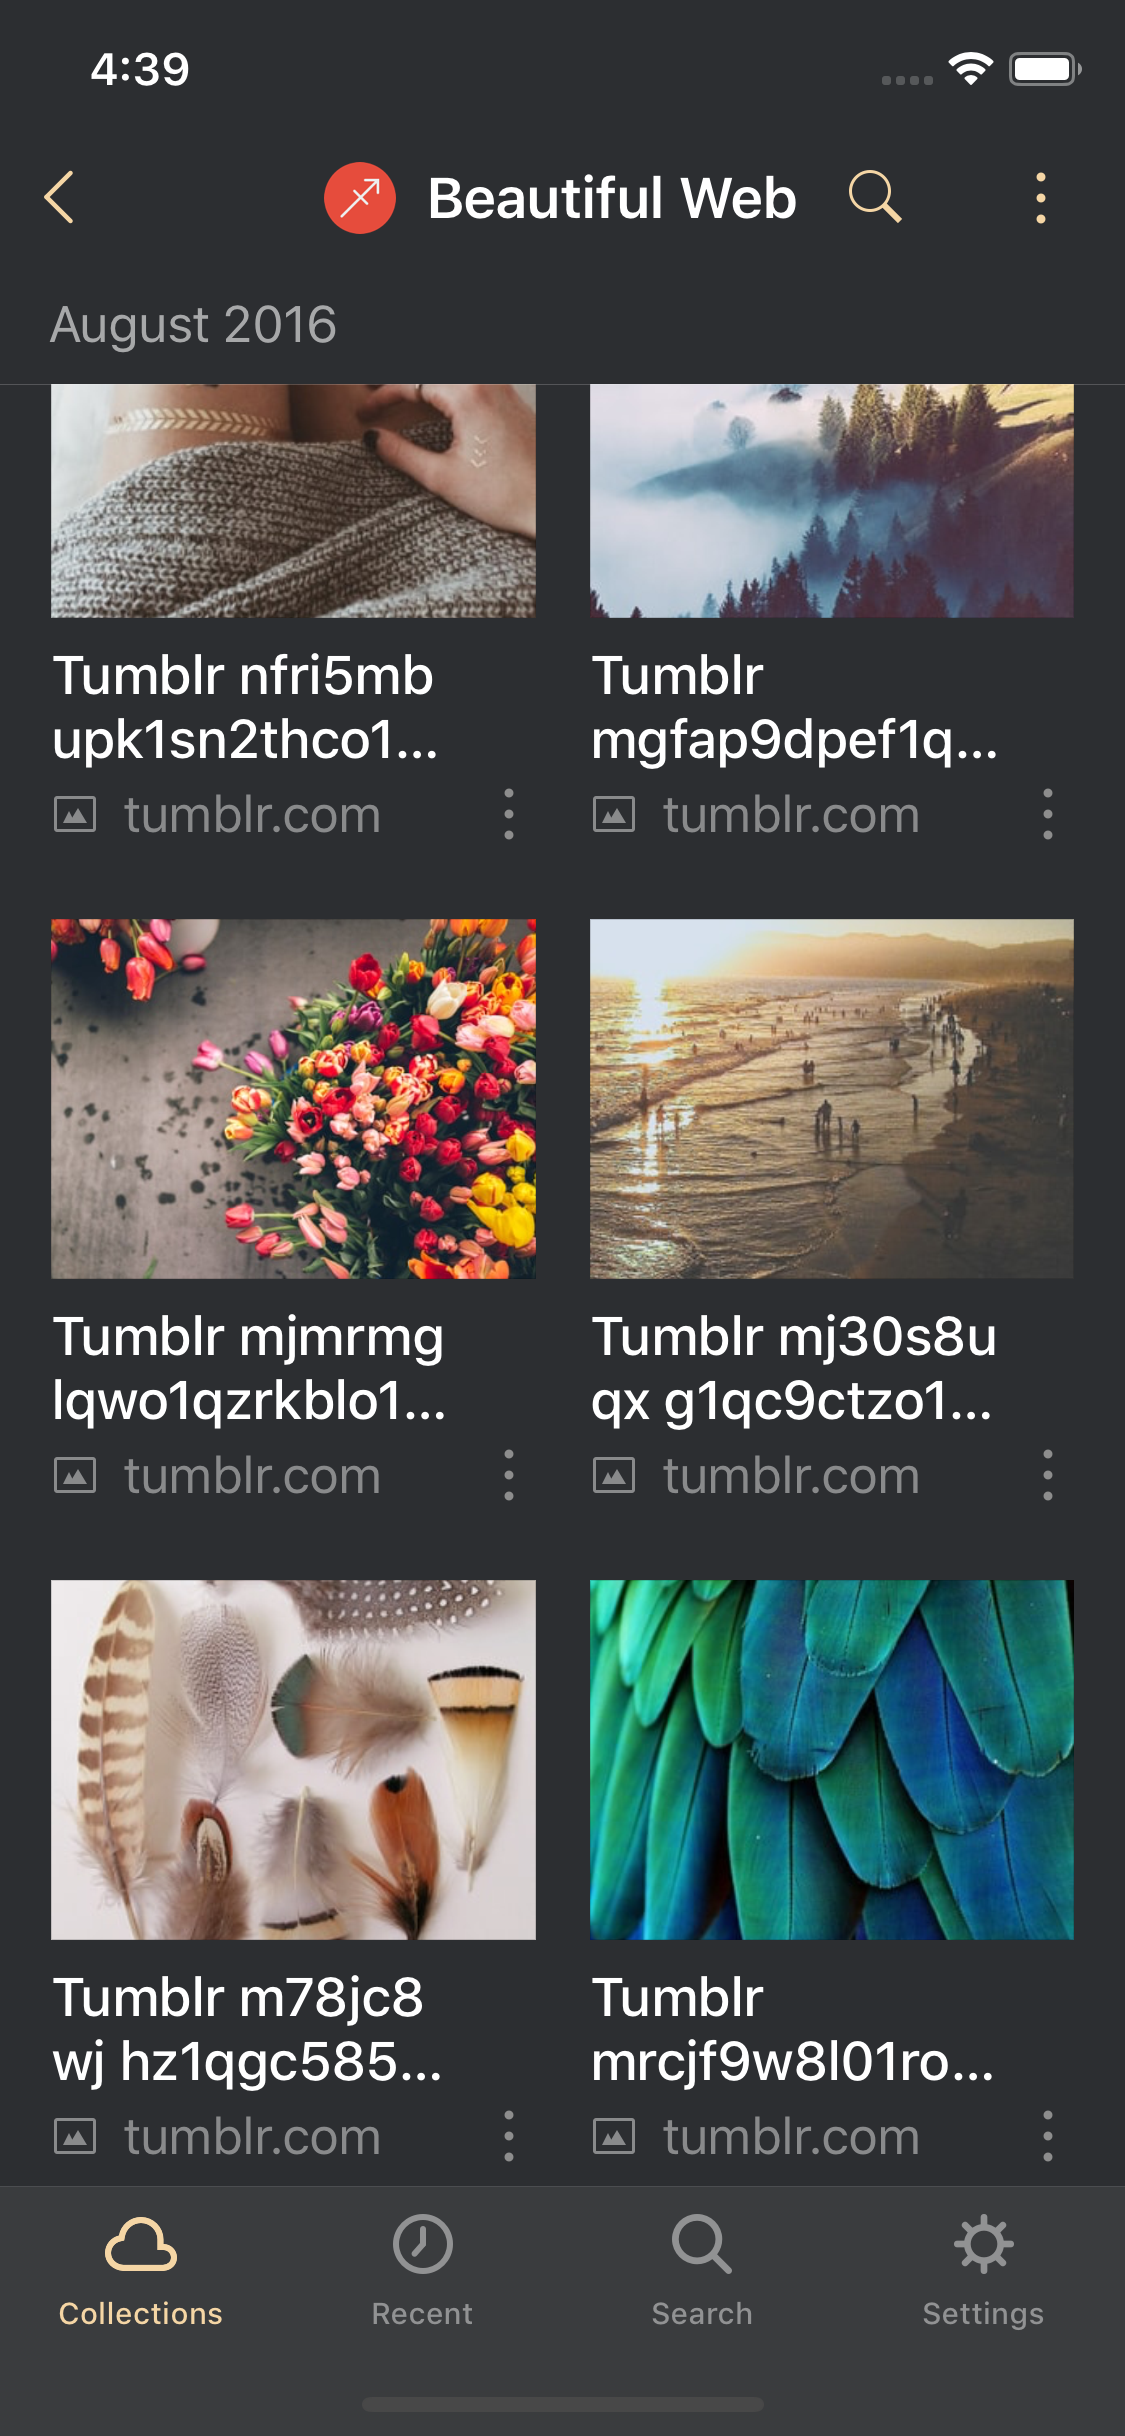 4:39
Beautiful Web
August 2016
Tumblr nfri5mb
upk1sn2thco1...
tumblr.com
Tumblr
mgfap9dpef1q...
tumblr.com
Tumblr mjmrmg
lqwo1qzrkblo1...
tumblr.com
Tumblr mj30s8u
qx g1qc9ctzo1...
tumblr.com
Tumblr m78jc8
wj hz1qgc585...
tumblr.com
Tumblr
mrcjf9w8l01ro...
tumblr.com
Collections
Recent
Search
Settings